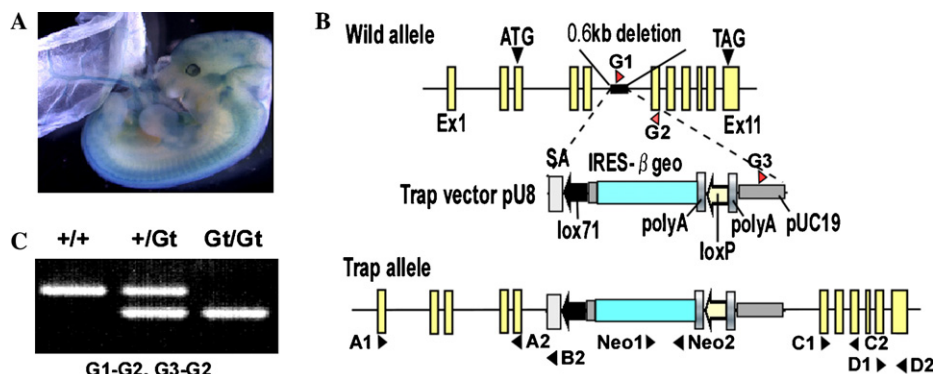 A
B
Wild allele
ATG
0.6kb deletion
TAG
G1
Ex1
G2
Ex11
SA
IRES-βgeo
G3
Trap vector pU8
lox71
polyA
loxP
polyA
pUC19
C
+/+ +/Gt Gt/Gt
G1-G2, G3-G2
Trap allele
A1
A2
B2
Neo1
Neo2
C1
C2
D1
D2